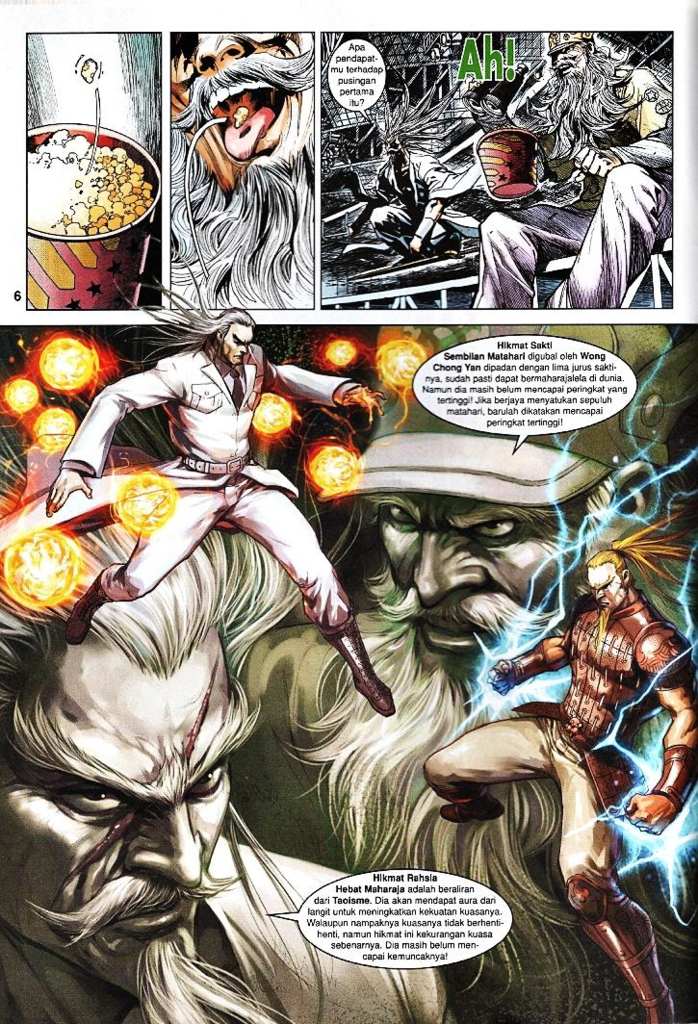 Apa
pendapat-
mu terhadap
pusingan
pertama
itu?
Ah!
6
Hikmat Sakti
Sembilan Matahari digubal oleh Wong
Chong Yan dipadan dengan lima jurus sakti-
nya, sudah pasti dapat bermaharajalela di dunia.
Namun dia masih belum mencapai peringkat yang
tertinggi! Jika berjaya menyatukan sepuluh
matahari, barulah dikatakan mencapai
peringkat tertinggi!
Hikmat Rahsia
Hebat Maharaja adalah beraliran
dari Taoisme. Dia akan mendapat aura dari
langit untuk meningkatkan kekuatan kuasanya.
Walaupun nampaknya kuasanya tidak berhenti-
henti, namun hikmat ini kekurangan kuasa
sebenarnya. Dia masih belum men-
capai kemuncaknya!